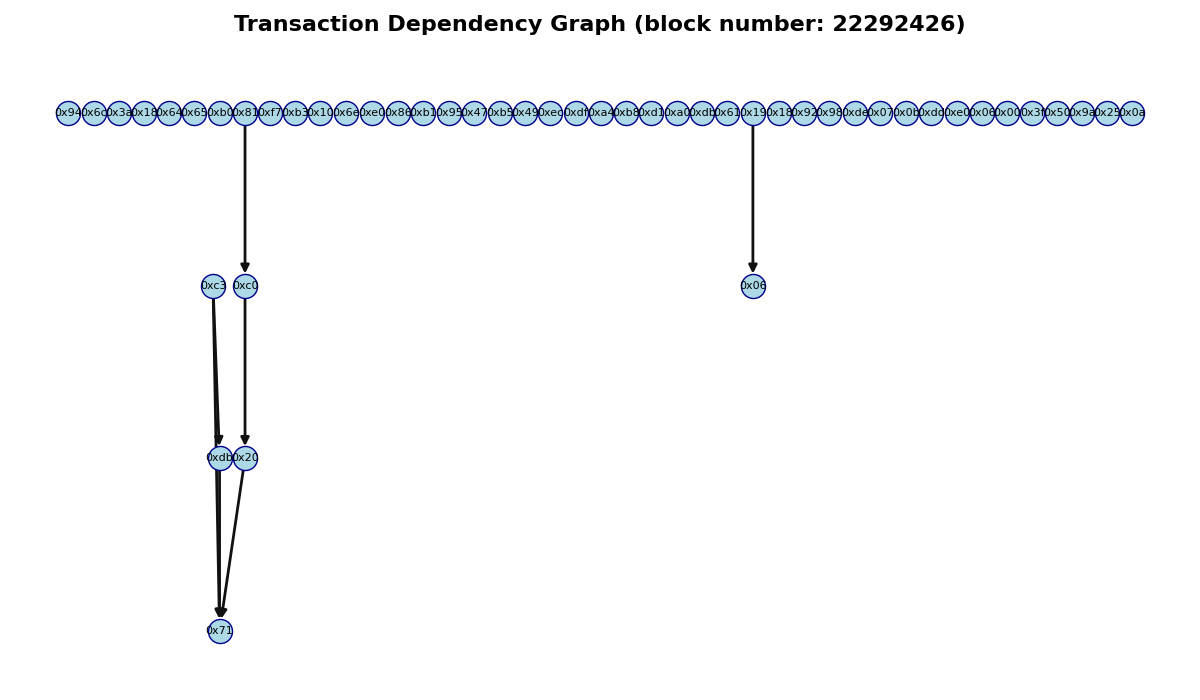 Transaction Dependency Graph (block number: 22292426)
0x94 0x6c 0x3a 0x18 0x64 0x65 0xb0 0x81 0xf7 0xb3 0x10 0x6e 0xe0 0x86 0xb1 0x95 0x47 0xb5 0x49 0xec 0xdf 0xa4 0xb8 0xd1 0xa0 0xdb 0x61 0x19 0x18 0x92 0x98 0xde 0x07 0x0b 0xdc 0xe0 0x06 0x00 0x3f 0x50 0x9a 0x25 0x0a
0xc3 0xc0 0x06
0xdb 0x20
0x71